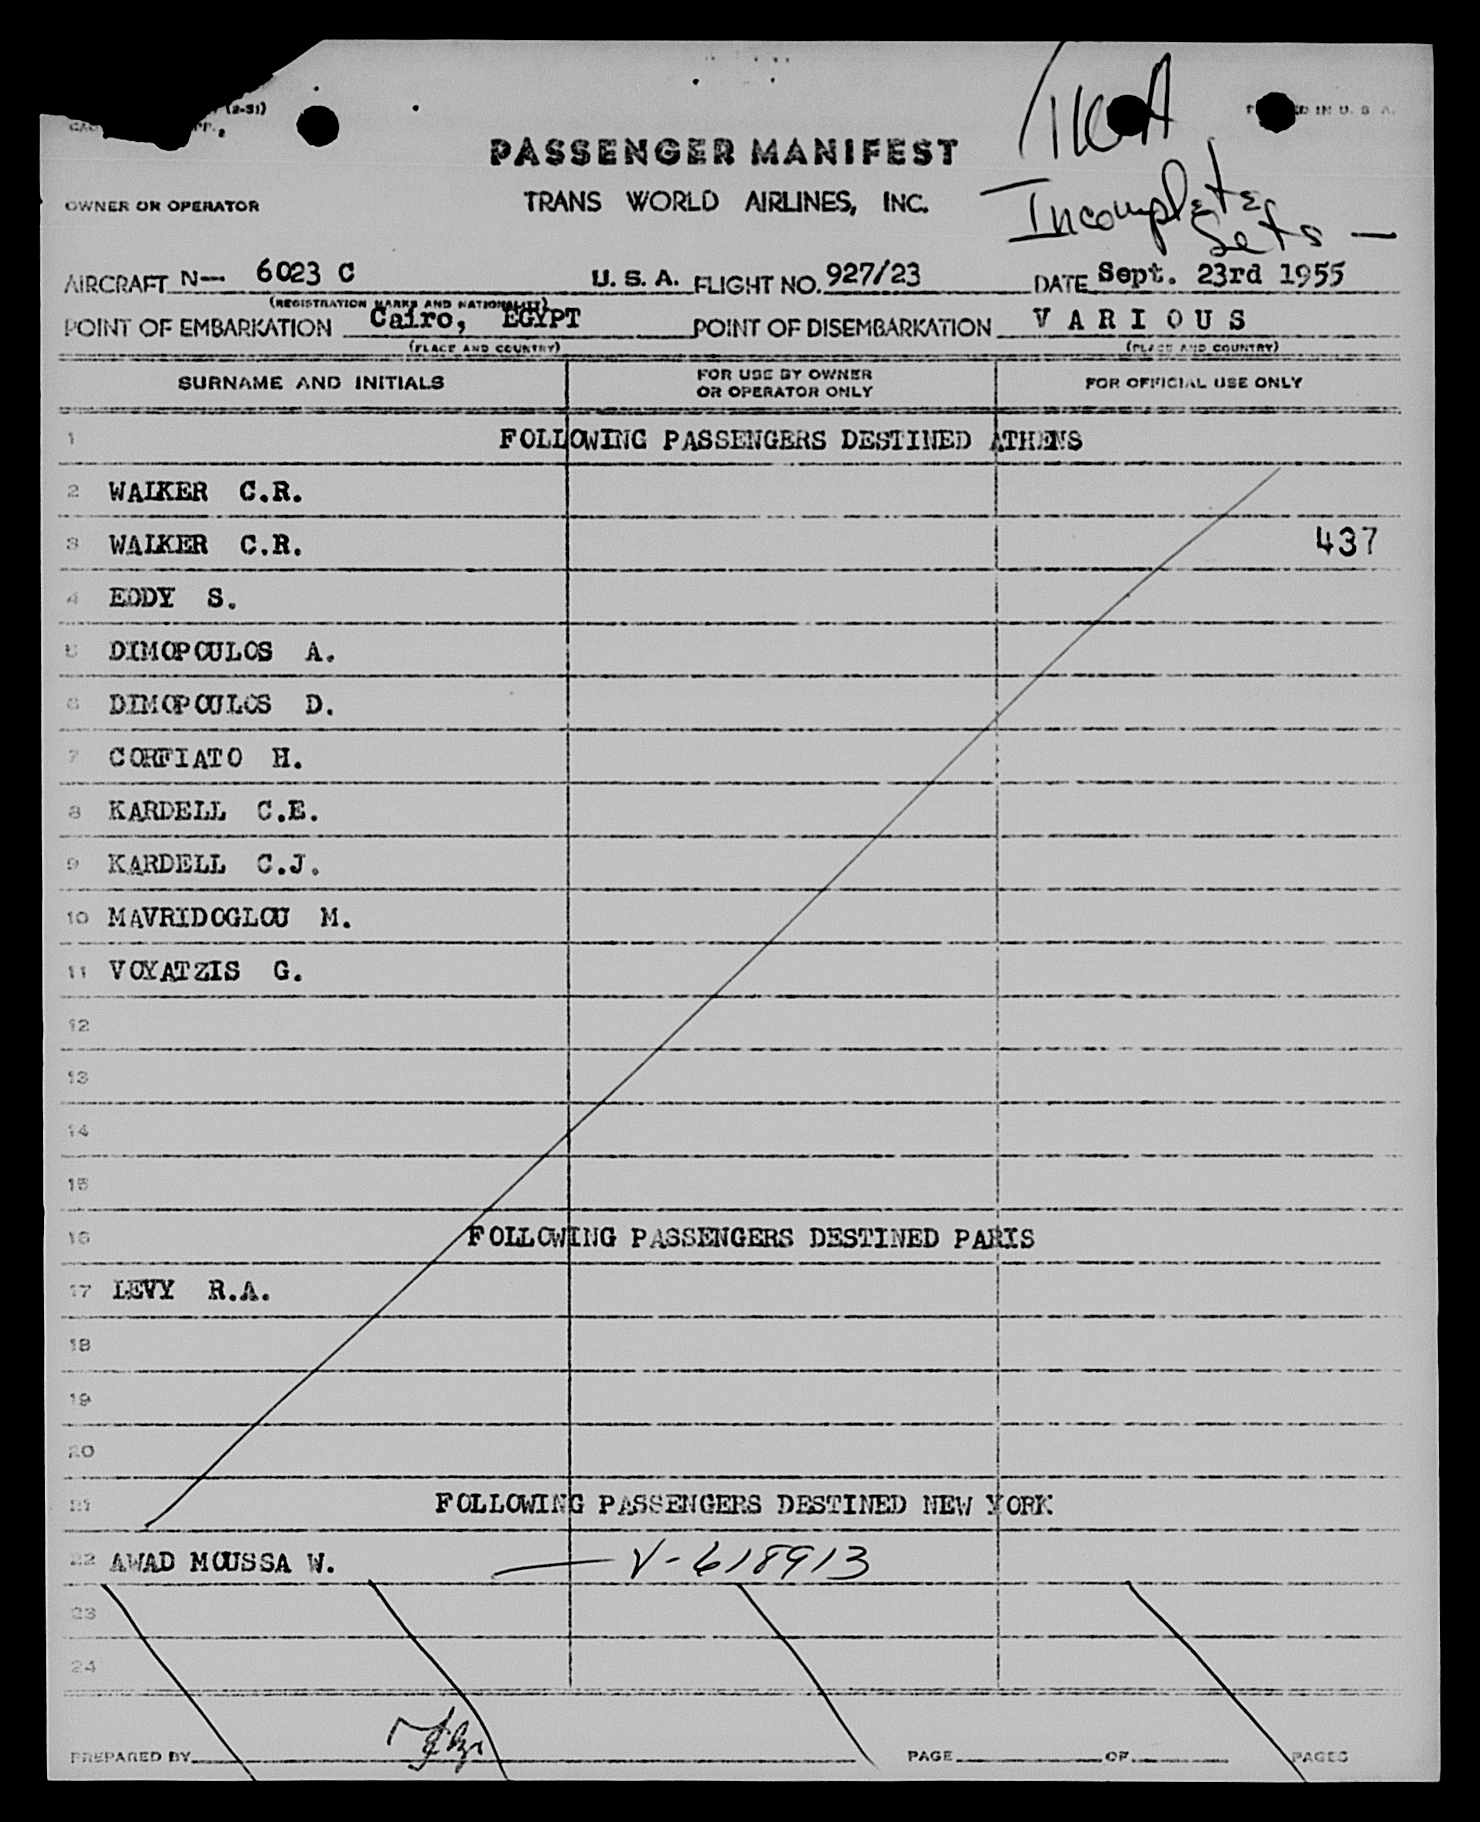 (2-51)
TWA
PRINTED IN U. S. A.
PASSENGER MANIFEST
Incomplete
Sets —
OWNER OR OPERATOR
TRANS WORLD AIRLINES, INC.
AIRCRAFT N— 6023 C U. S. A. FLIGHT NO. 927/23 DATE Sept. 23rd 1955
(REGISTRATION MARKS AND NATIONALITY)
POINT OF EMBARKATION Cairo, EGYPT POINT OF DISEMBARKATION V A R I O U S
(PLACE AND COUNTRY) (PLACE AND COUNTRY)
SURNAME AND INITIALS FOR USE BY OWNER OR OPERATOR ONLY FOR OFFICIAL USE ONLY
1 FOLLOWING PASSENGERS DESTINED ATHENS
2 WALKER C.R.
3 WALKER C.R. 437
4 EDDY S.
5 DIMOPOULOS A.
6 DIMOPOULOS D.
7 CORFIATO H.
8 KARDELL C.E.
9 KARDELL C.J.
10 MAVRIDOGLOU M.
11 VOYATZIS G.
12
13
14
15
16 FOLLOWING PASSENGERS DESTINED PARIS
17 LEVY R.A.
18
19
20
21 FOLLOWING PASSENGERS DESTINED NEW YORK
22 AWAD MOUSSA W. — V-618913
23
24
PREPARED BY PAGE OF PAGES